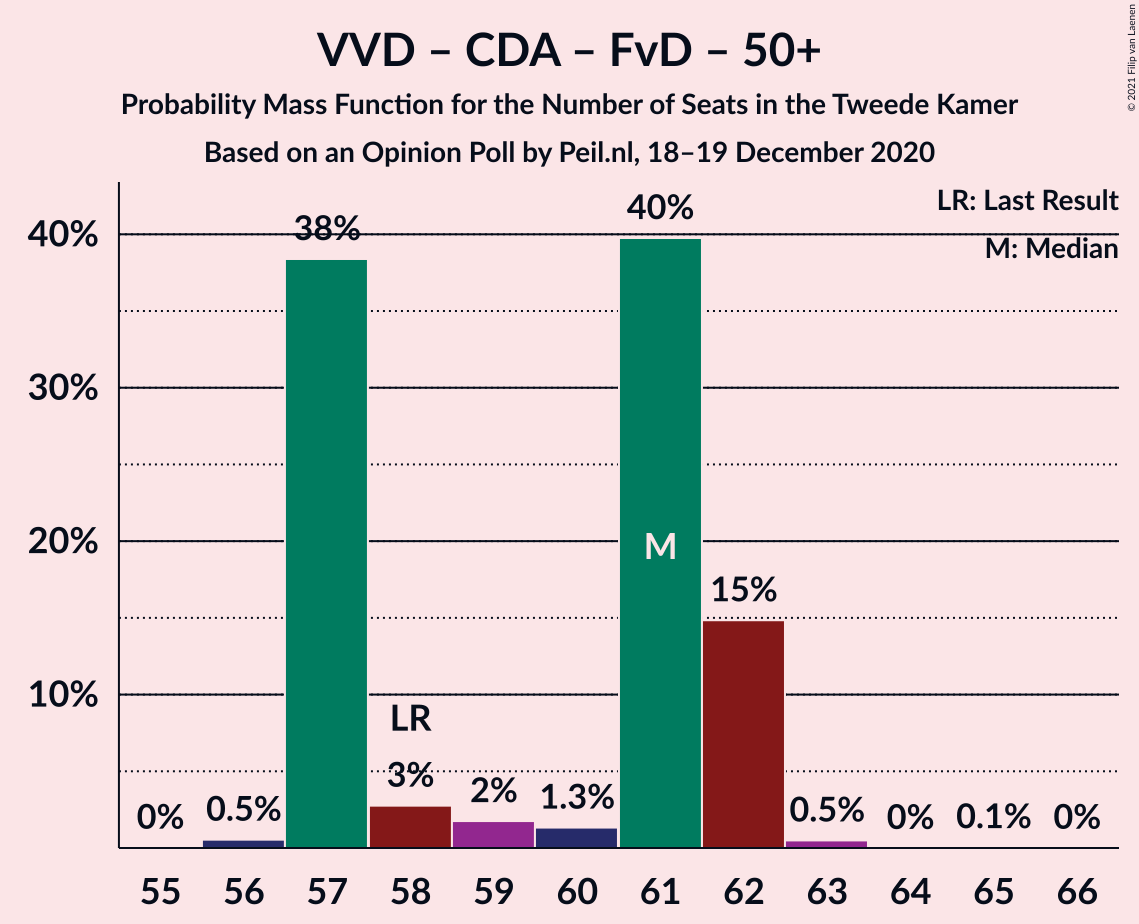 VVD – CDA – FvD – 50+
Probability Mass Function for the Number of Seats in the Tweede Kamer
Based on an Opinion Poll by Peil.nl, 18–19 December 2020
© 2021 Filip van Laenen
LR: Last Result
M: Median
40%
30%
20%
10%
0%
0.5%
38%
LR
3%
2%
1.3%
40%
M
15%
0.5%
0%
0.1%
0%
55 56 57 58 59 60 61 62 63 64 65 66